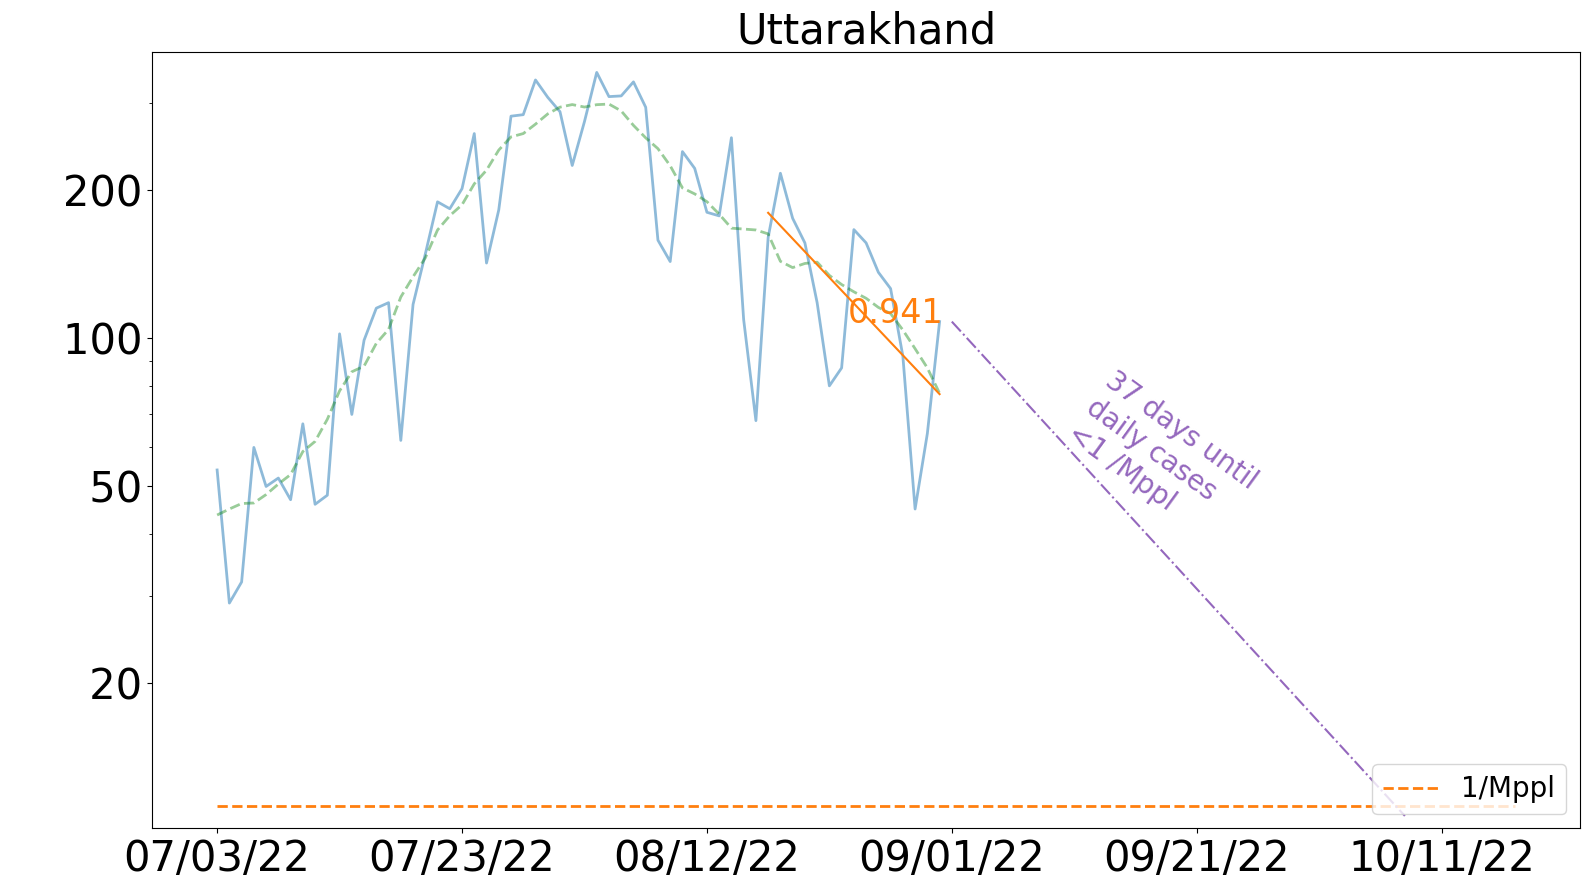 Uttarakhand
200
100
50
20
0.941
37 days until
daily cases
<1 /Mppl
1/Mppl
07/03/22
07/23/22
08/12/22
09/01/22
09/21/22
10/11/22